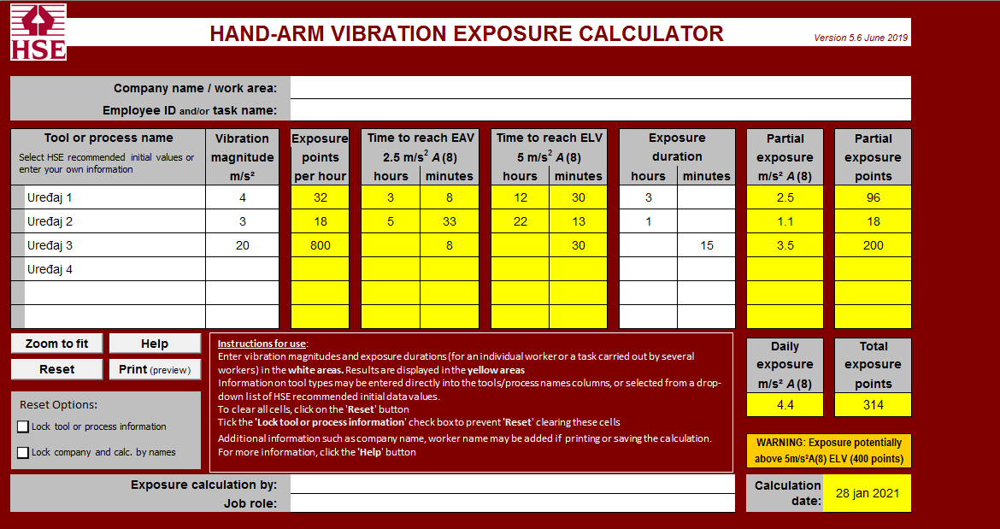 HSE
HAND-ARM VIBRATION EXPOSURE CALCULATOR
Version 5.6 June 2019
Company name / work area:
Employee ID and/or task name:
Tool or process name
Select HSE recommended initial values or
enter your own information
Vibration
magnitude
m/s²
Exposure
points
per hour
Time to reach EAV
2.5 m/s² A(8)
hours minutes
Time to reach ELV
5 m/s² A(8)
hours minutes
Exposure
duration
hours minutes
Partial
exposure
m/s² A(8)
Partial
exposure
points
Uređaj 1 4 32 3 8 12 30 3 2.5 96
Uređaj 2 3 18 5 33 22 13 1 1.1 18
Uređaj 3 20 800 8 30 15 3.5 200
Uređaj 4
Zoom to fit
Help
Reset
Print (preview)
Reset Options:
Lock tool or process information
Lock company and calc. by names
Instructions for use:
Enter vibration magnitudes and exposure durations (for an individual worker or a task carried out by several
workers) in the white areas. Results are displayed in the yellow areas
Information on tool types may be entered directly into the tools/process names columns, or selected from a drop-
down list of HSE recommended initial data values.
To clear all cells, click on the 'Reset' button
Tick the 'Lock tool or process information' check box to prevent 'Reset' clearing these cells
Additional information such as company name, worker name may be added if printing or saving the calculation.
For more information, click the 'Help' button
Daily
exposure
m/s² A(8)
4.4
Total
exposure
points
314
WARNING: Exposure potentially
above 5m/s²A(8) ELV (400 points)
Exposure calculation by:
Job role:
Calculation
date:
28 jan 2021